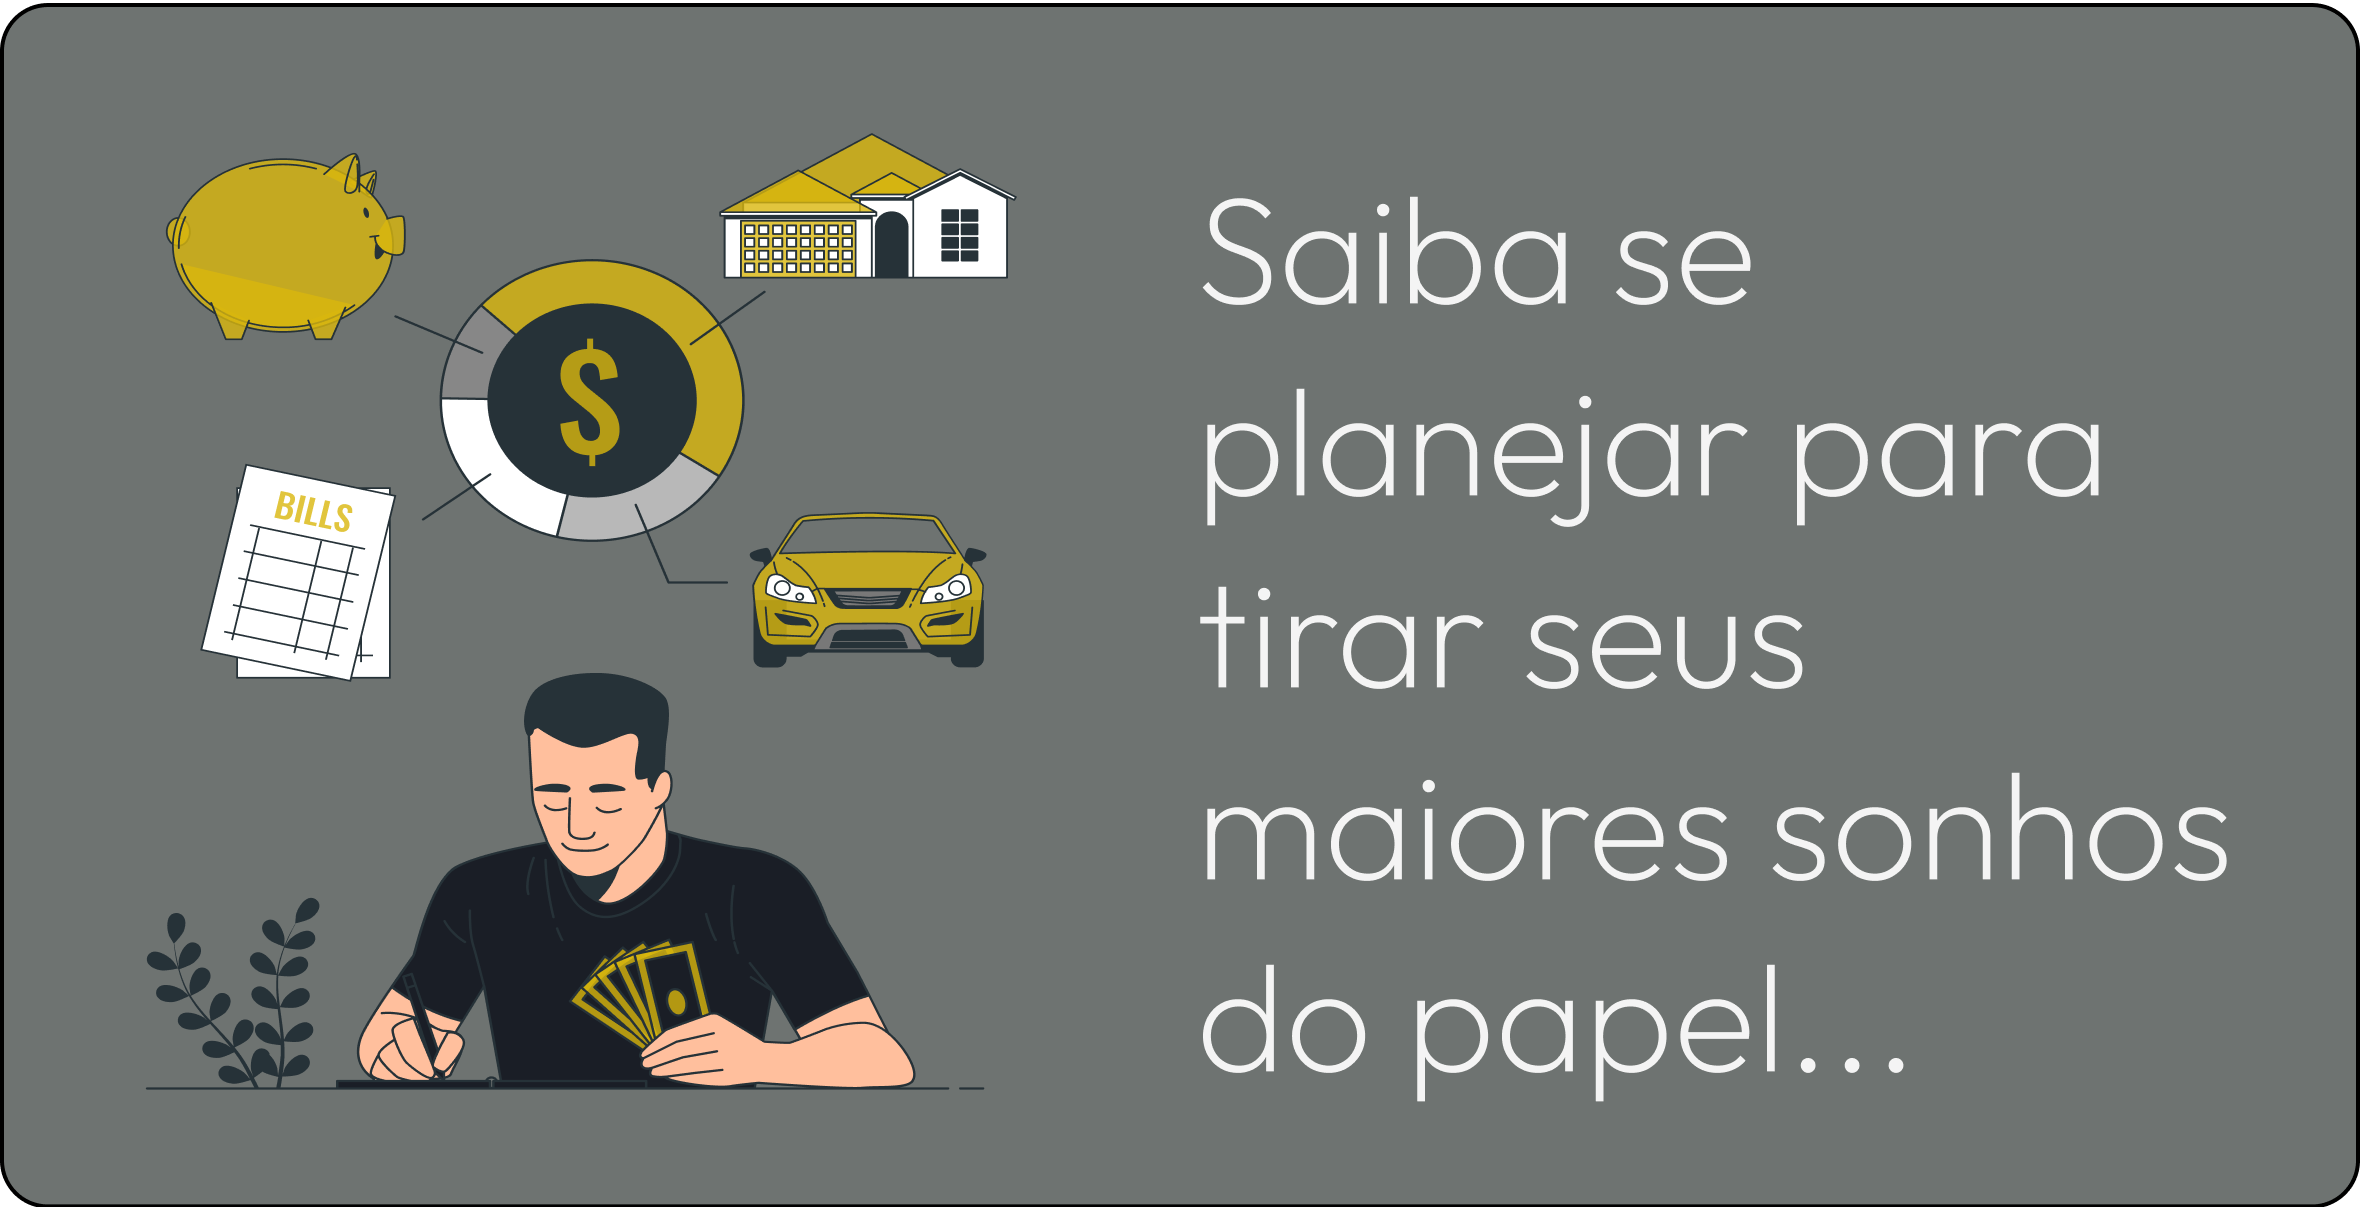 $
BILLS
Saiba se
planejar para
tirar seus
maiores sonhos
do papel...